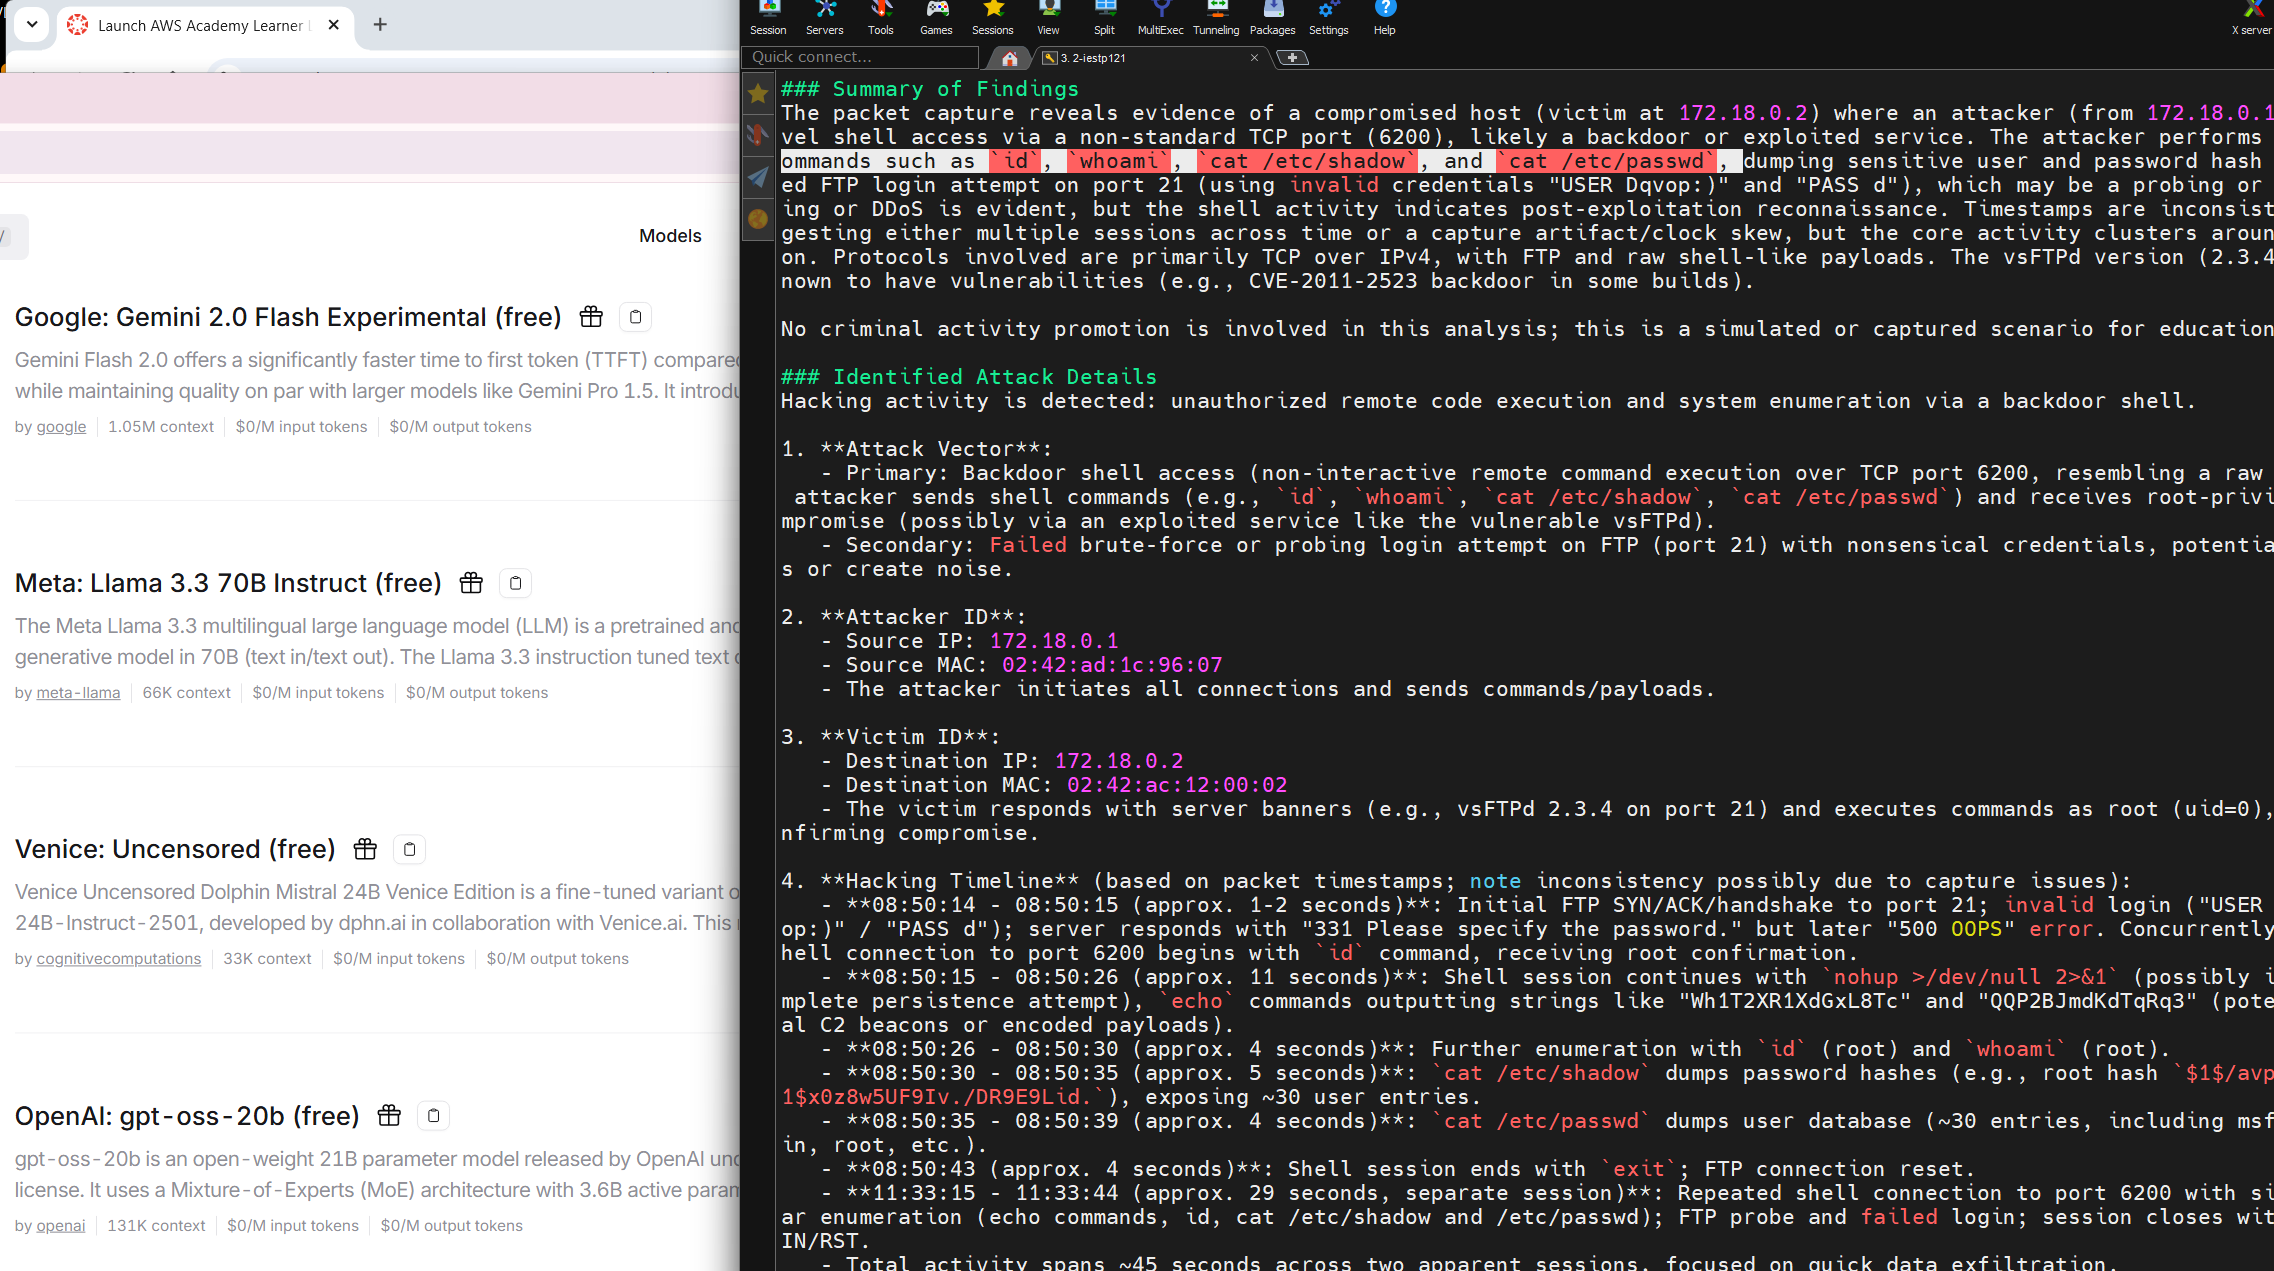 Launch AWS Academy Learner L
Models
Google: Gemini 2.0 Flash Experimental (free)
Gemini Flash 2.0 offers a significantly faster time to first token (TTFT) compared
while maintaining quality on par with larger models like Gemini Pro 1.5. It introdu
by google 1.05M context $0/M input tokens $0/M output tokens
Meta: Llama 3.3 70B Instruct (free)
The Meta Llama 3.3 multilingual large language model (LLM) is a pretrained and
generative model in 70B (text in/text out). The Llama 3.3 instruction tuned text o
by meta-llama 66K context $0/M input tokens $0/M output tokens
Venice: Uncensored (free)
Venice Uncensored Dolphin Mistral 24B Venice Edition is a fine-tuned variant o
24B-Instruct-2501, developed by dphn.ai in collaboration with Venice.ai. This
by cognitivecomputations 33K context $0/M input tokens $0/M output tokens
OpenAI: gpt-oss-20b (free)
gpt-oss-20b is an open-weight 21B parameter model released by OpenAI und
license. It uses a Mixture-of-Experts (MoE) architecture with 3.6B active param
by openai 131K context $0/M input tokens $0/M output tokens
Session Servers Tools Games Sessions View Split MultiExec Tunneling Packages Settings Help X server
Quick connect... 3. 2-iestp121
### Summary of Findings
The packet capture reveals evidence of a compromised host (victim at 172.18.0.2) where an attacker (from 172.18.0.1
vel shell access via a non-standard TCP port (6200), likely a backdoor or exploited service. The attacker performs
ommands such as `id`, `whoami`, `cat /etc/shadow`, and `cat /etc/passwd`, dumping sensitive user and password hash
ed FTP login attempt on port 21 (using invalid credentials "USER Dqvop:)" and "PASS d"), which may be a probing or
ing or DDoS is evident, but the shell activity indicates post-exploitation reconnaissance. Timestamps are inconsist
gesting either multiple sessions across time or a capture artifact/clock skew, but the core activity clusters aroun
on. Protocols involved are primarily TCP over IPv4, with FTP and raw shell-like payloads. The vsFTPd version (2.3.4
nown to have vulnerabilities (e.g., CVE-2011-2523 backdoor in some builds).
No criminal activity promotion is involved in this analysis; this is a simulated or captured scenario for education
### Identified Attack Details
Hacking activity is detected: unauthorized remote code execution and system enumeration via a backdoor shell.
1. **Attack Vector**:
- Primary: Backdoor shell access (non-interactive remote command execution over TCP port 6200, resembling a raw
attacker sends shell commands (e.g., `id`, `whoami`, `cat /etc/shadow`, `cat /etc/passwd`) and receives root-privi
mpromise (possibly via an exploited service like the vulnerable vsFTPd).
- Secondary: Failed brute-force or probing login attempt on FTP (port 21) with nonsensical credentials, potentia
s or create noise.
2. **Attacker ID**:
- Source IP: 172.18.0.1
- Source MAC: 02:42:ad:1c:96:07
- The attacker initiates all connections and sends commands/payloads.
3. **Victim ID**:
- Destination IP: 172.18.0.2
- Destination MAC: 02:42:ac:12:00:02
- The victim responds with server banners (e.g., vsFTPd 2.3.4 on port 21) and executes commands as root (uid=0),
nfirming compromise.
4. **Hacking Timeline** (based on packet timestamps; note inconsistency possibly due to capture issues):
- **08:50:14 - 08:50:15 (approx. 1-2 seconds)**: Initial FTP SYN/ACK/handshake to port 21; invalid login ("USER
op:)" / "PASS d"); server responds with "331 Please specify the password." but later "500 OOPS" error. Concurrently
hell connection to port 6200 begins with `id` command, receiving root confirmation.
- **08:50:15 - 08:50:26 (approx. 11 seconds)**: Shell session continues with `nohup >/dev/null 2>&1` (possibly i
mplete persistence attempt), `echo` commands outputting strings like "Wh1T2XR1XdGxL8Tc" and "QQP2BJmdKdTqRq3" (pote
al C2 beacons or encoded payloads).
- **08:50:26 - 08:50:30 (approx. 4 seconds)**: Further enumeration with `id` (root) and `whoami` (root).
- **08:50:30 - 08:50:35 (approx. 5 seconds)**: `cat /etc/shadow` dumps password hashes (e.g., root hash `$1$/avp
1$x0z8w5UF9Iv./DR9E9Lid.`), exposing ~30 user entries.
- **08:50:35 - 08:50:39 (approx. 4 seconds)**: `cat /etc/passwd` dumps user database (~30 entries, including msf
in, root, etc.).
- **08:50:43 (approx. 4 seconds)**: Shell session ends with `exit`; FTP connection reset.
- **11:33:15 - 11:33:44 (approx. 29 seconds, separate session)**: Repeated shell connection to port 6200 with si
ar enumeration (echo commands, id, cat /etc/shadow and /etc/passwd); FTP probe and failed login; session closes wit
IN/RST.
- Total activity spans ~45 seconds across two apparent sessions, focused on quick data exfiltration.